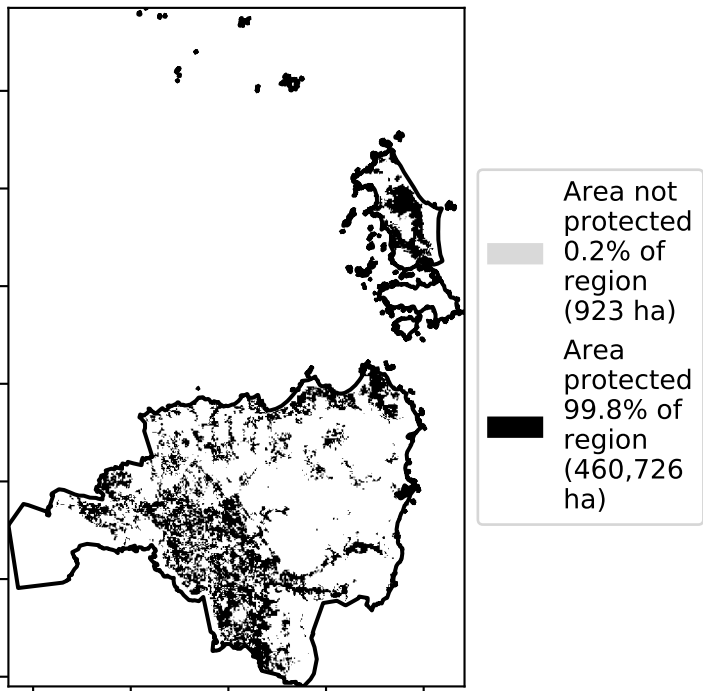 Area not
protected
0.2% of
region
(923 ha)
Area
protected
99.8% of
region
(460,726
ha)